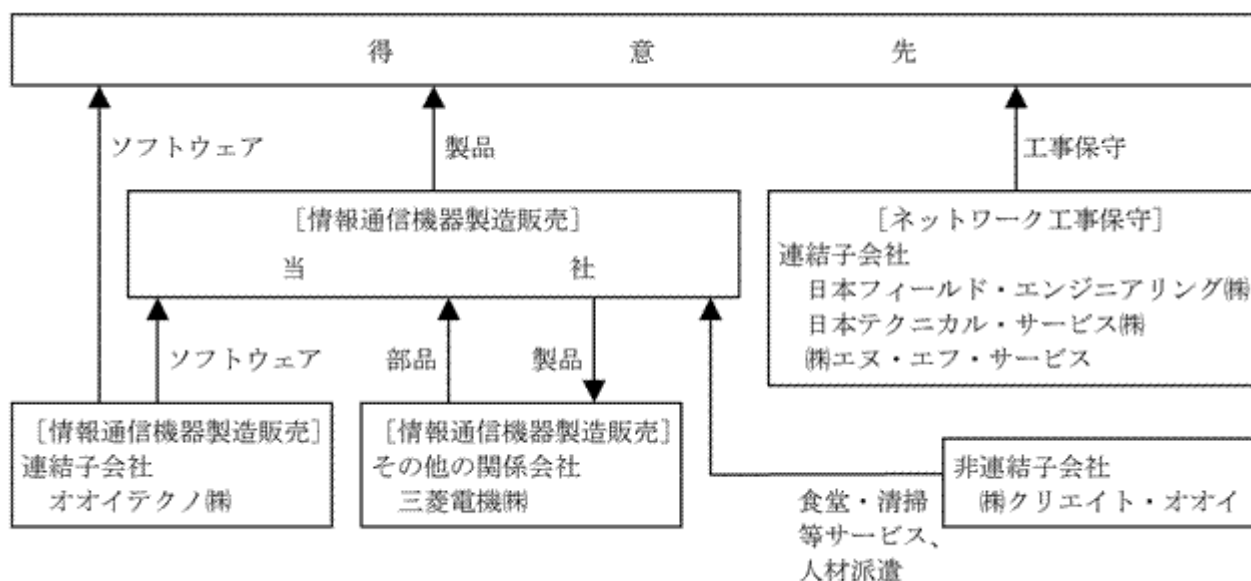 得意先
ソフトウェア
製品
工事保守
[情報通信機器製造販売]
当社
[ネットワーク工事保守]
連結子会社
日本フィールド・エンジニアリング㈱
日本テクニカル・サービス㈱
㈱エヌ・エフ・サービス
ソフトウェア
部品
製品
[情報通信機器製造販売]
連結子会社
オオイテクノ㈱
[情報通信機器製造販売]
その他の関係会社
三菱電機㈱
食堂・清掃
等サービス、
人材派遣
非連結子会社
㈱クリエイト・オオイ